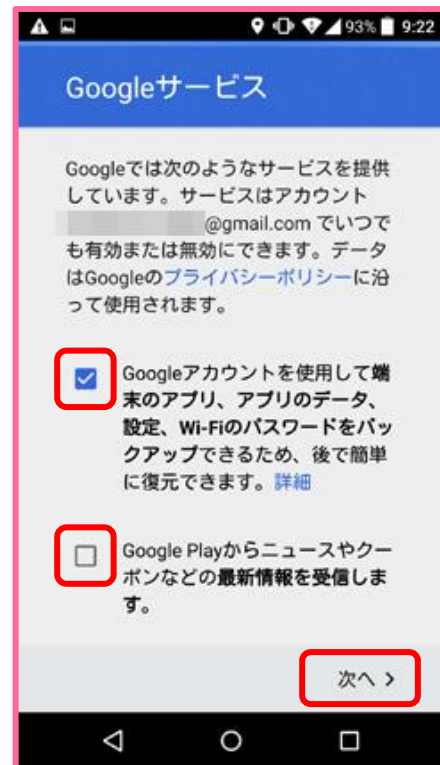 93% 9:22
Googleサービス
Googleでは次のようなサービスを提供
しています。サービスはアカウント
@gmail.com でいつで
も有効または無効にできます。データ
はGoogleのプライバシーポリシーに沿
って使用されます。
Googleアカウントを使用して端
末のアプリ、アプリのデータ、
設定、Wi-Fiのパスワードをバッ
クアップできるため、後で簡単
に復元できます。詳細
Google Playからニュースやクー
ポンなどの最新情報を受信しま
す。
次へ